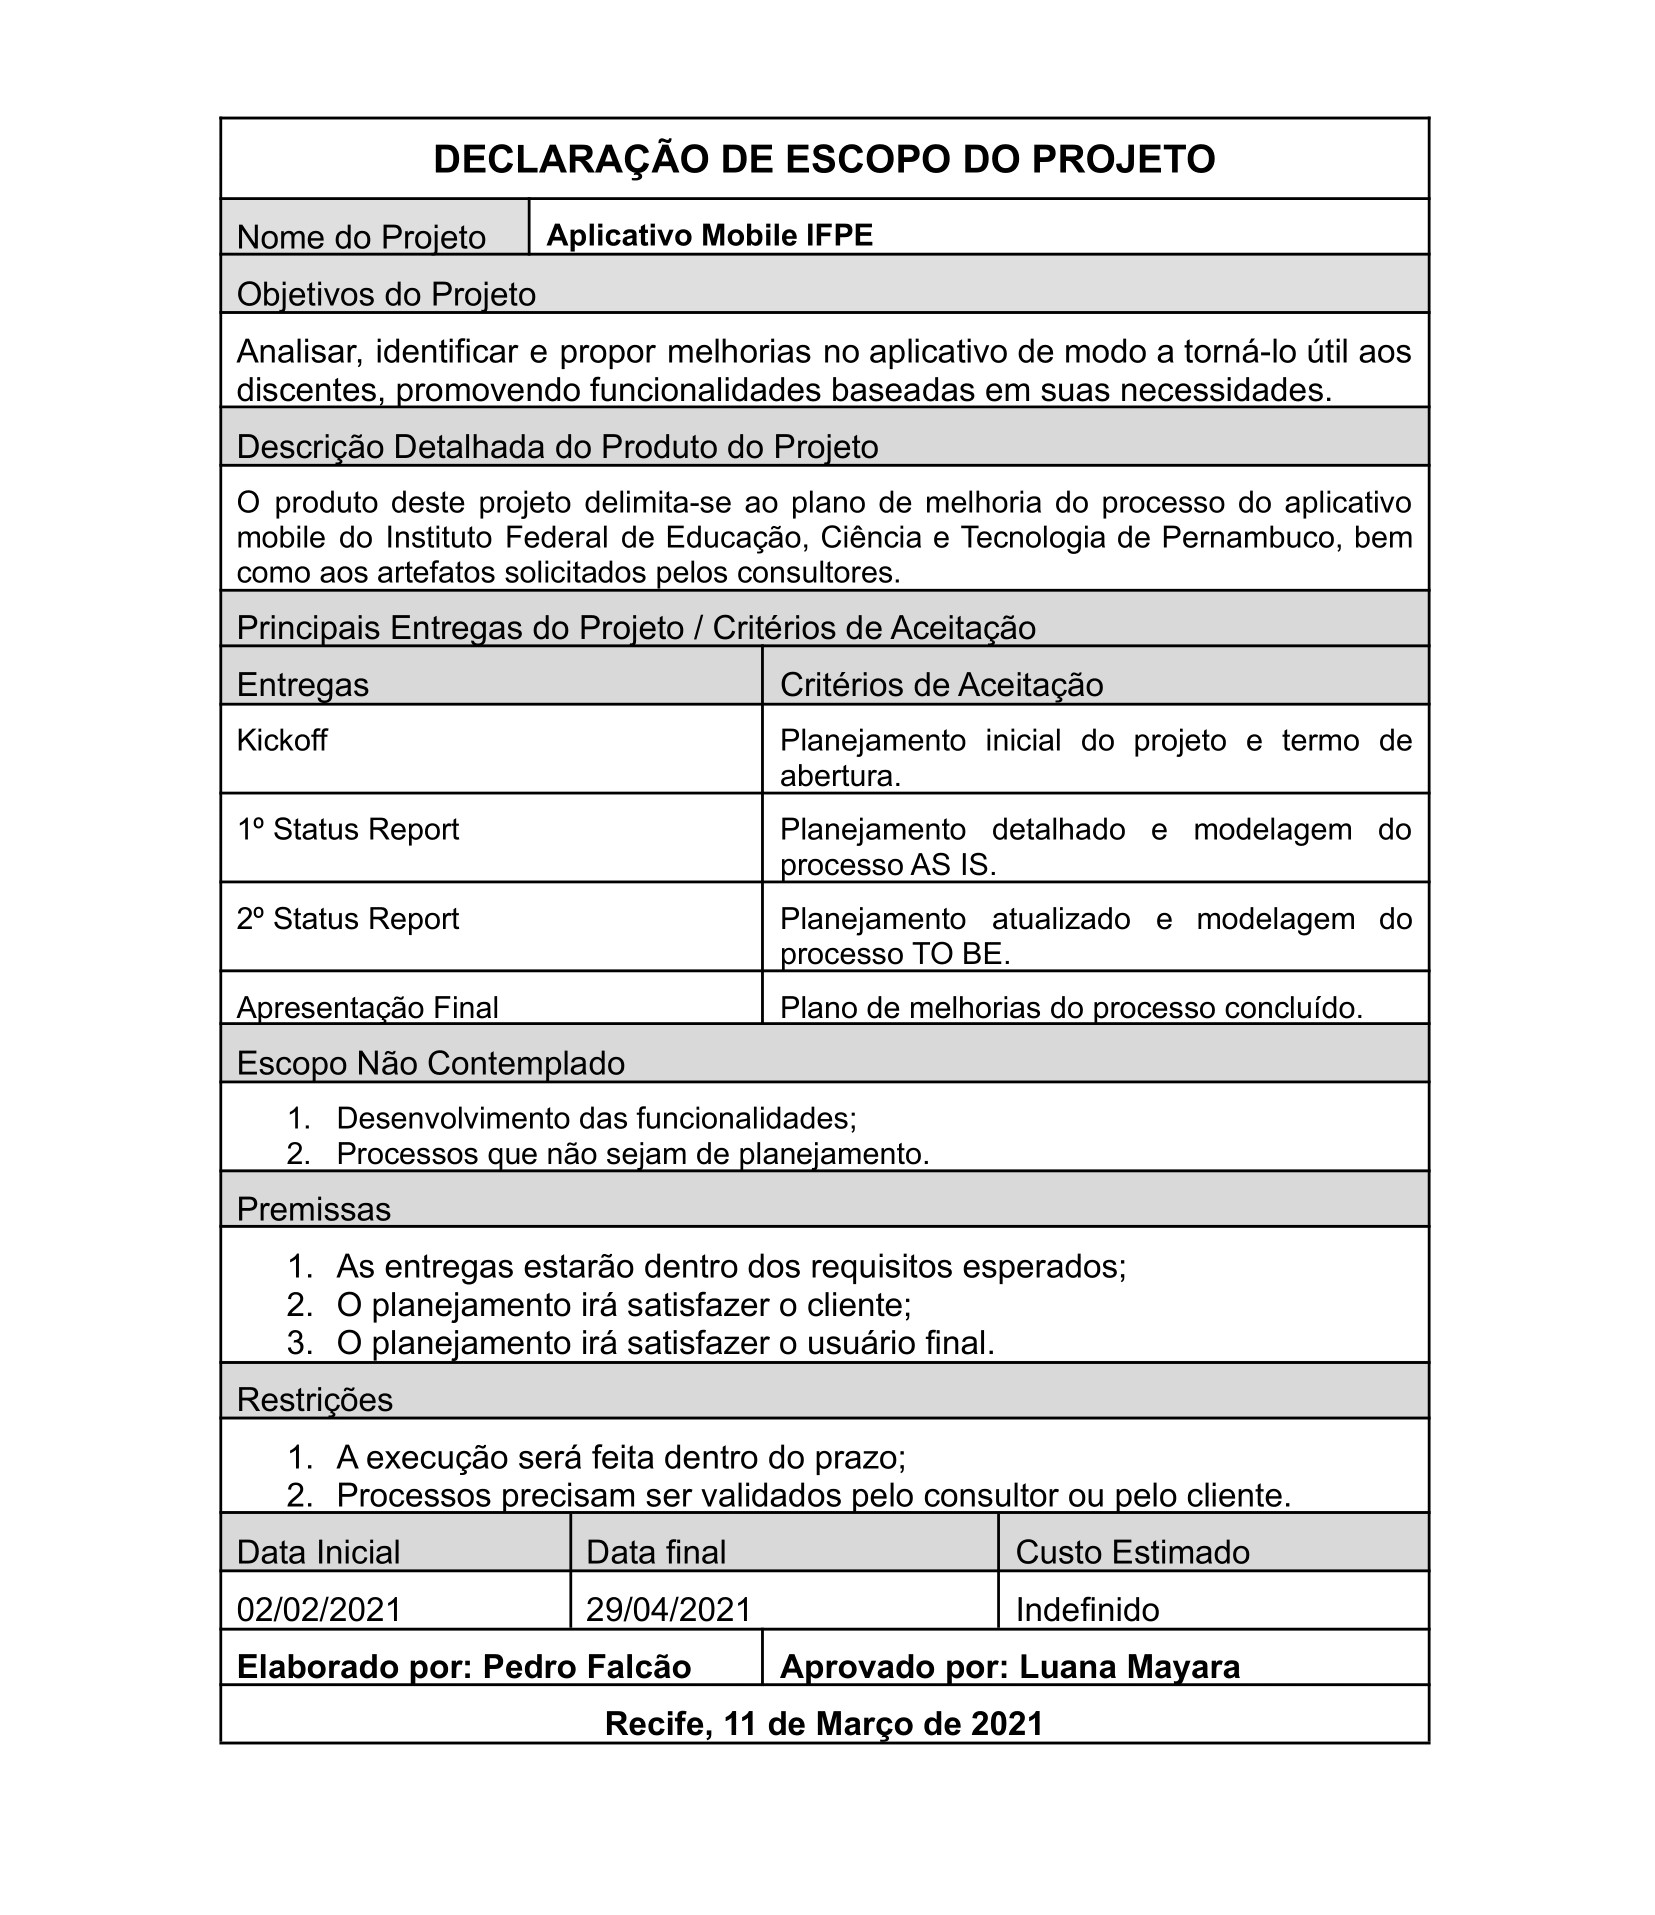 DECLARAÇÃO DE ESCOPO DO PROJETO
Nome do Projeto
Aplicativo Mobile IFPE
Objetivos do Projeto
Analisar, identificar e propor melhorias no aplicativo de modo a torná-lo útil aos
discentes, promovendo funcionalidades baseadas em suas necessidades.
Descrição Detalhada do Produto do Projeto
O produto deste projeto delimita-se ao plano de melhoria do processo do aplicativo
mobile do Instituto Federal de Educação, Ciência e Tecnologia de Pernambuco, bem
como aos artefatos solicitados pelos consultores.
Principais Entregas do Projeto / Critérios de Aceitação
Entregas
Critérios de Aceitação
Kickoff
Planejamento inicial do projeto e termo de
abertura.
1º Status Report
Planejamento detalhado e modelagem do
processo AS IS.
2º Status Report
Planejamento atualizado e modelagem do
processo TO BE.
Apresentação Final
Plano de melhorias do processo concluído.
Escopo Não Contemplado
1. Desenvolvimento das funcionalidades;
2. Processos que não sejam de planejamento.
Premissas
1. As entregas estarão dentro dos requisitos esperados;
2. O planejamento irá satisfazer o cliente;
3. O planejamento irá satisfazer o usuário final.
Restrições
1. A execução será feita dentro do prazo;
2. Processos precisam ser validados pelo consultor ou pelo cliente.
Data Inicial
Data final
Custo Estimado
02/02/2021
29/04/2021
Indefinido
Elaborado por: Pedro Falcão
Aprovado por: Luana Mayara
Recife, 11 de Março de 2021